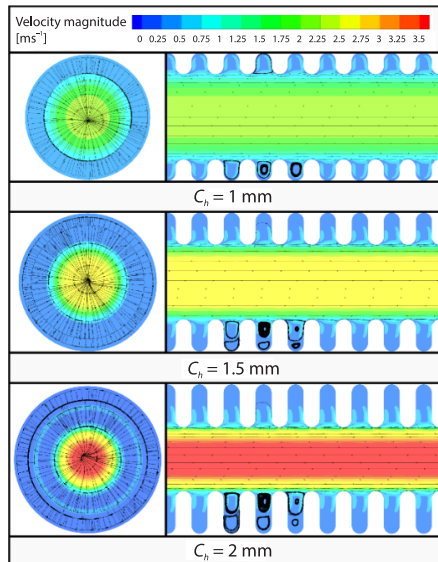 Velocity magnitude
[ms⁻¹]
0 0.25 0.5 0.75 1 1.25 1.5 1.75 2 2.25 2.5 2.75 3 3.25 3.5
Cₕ = 1 mm
Cₕ = 1.5 mm
Cₕ = 2 mm